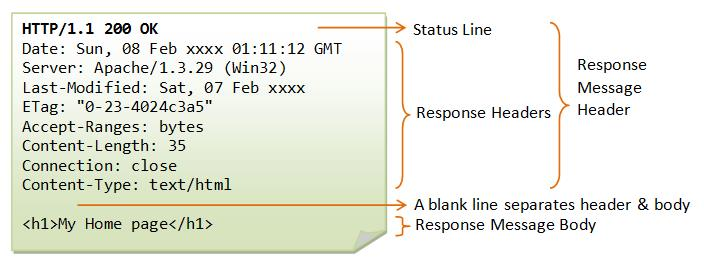 HTTP/1.1 200 OK
Status Line
Date: Sun, 08 Feb xxxx 01:11:12 GMT
Server: Apache/1.3.29 (Win32)
Last-Modified: Sat, 07 Feb xxxx
ETag: "0-23-4024c3a5"
Accept-Ranges: bytes
Content-Length: 35
Connection: close
Content-Type: text/html
Response Headers
Response
Message
Header
A blank line separates header & body
<h1>My Home page</h1>
Response Message Body